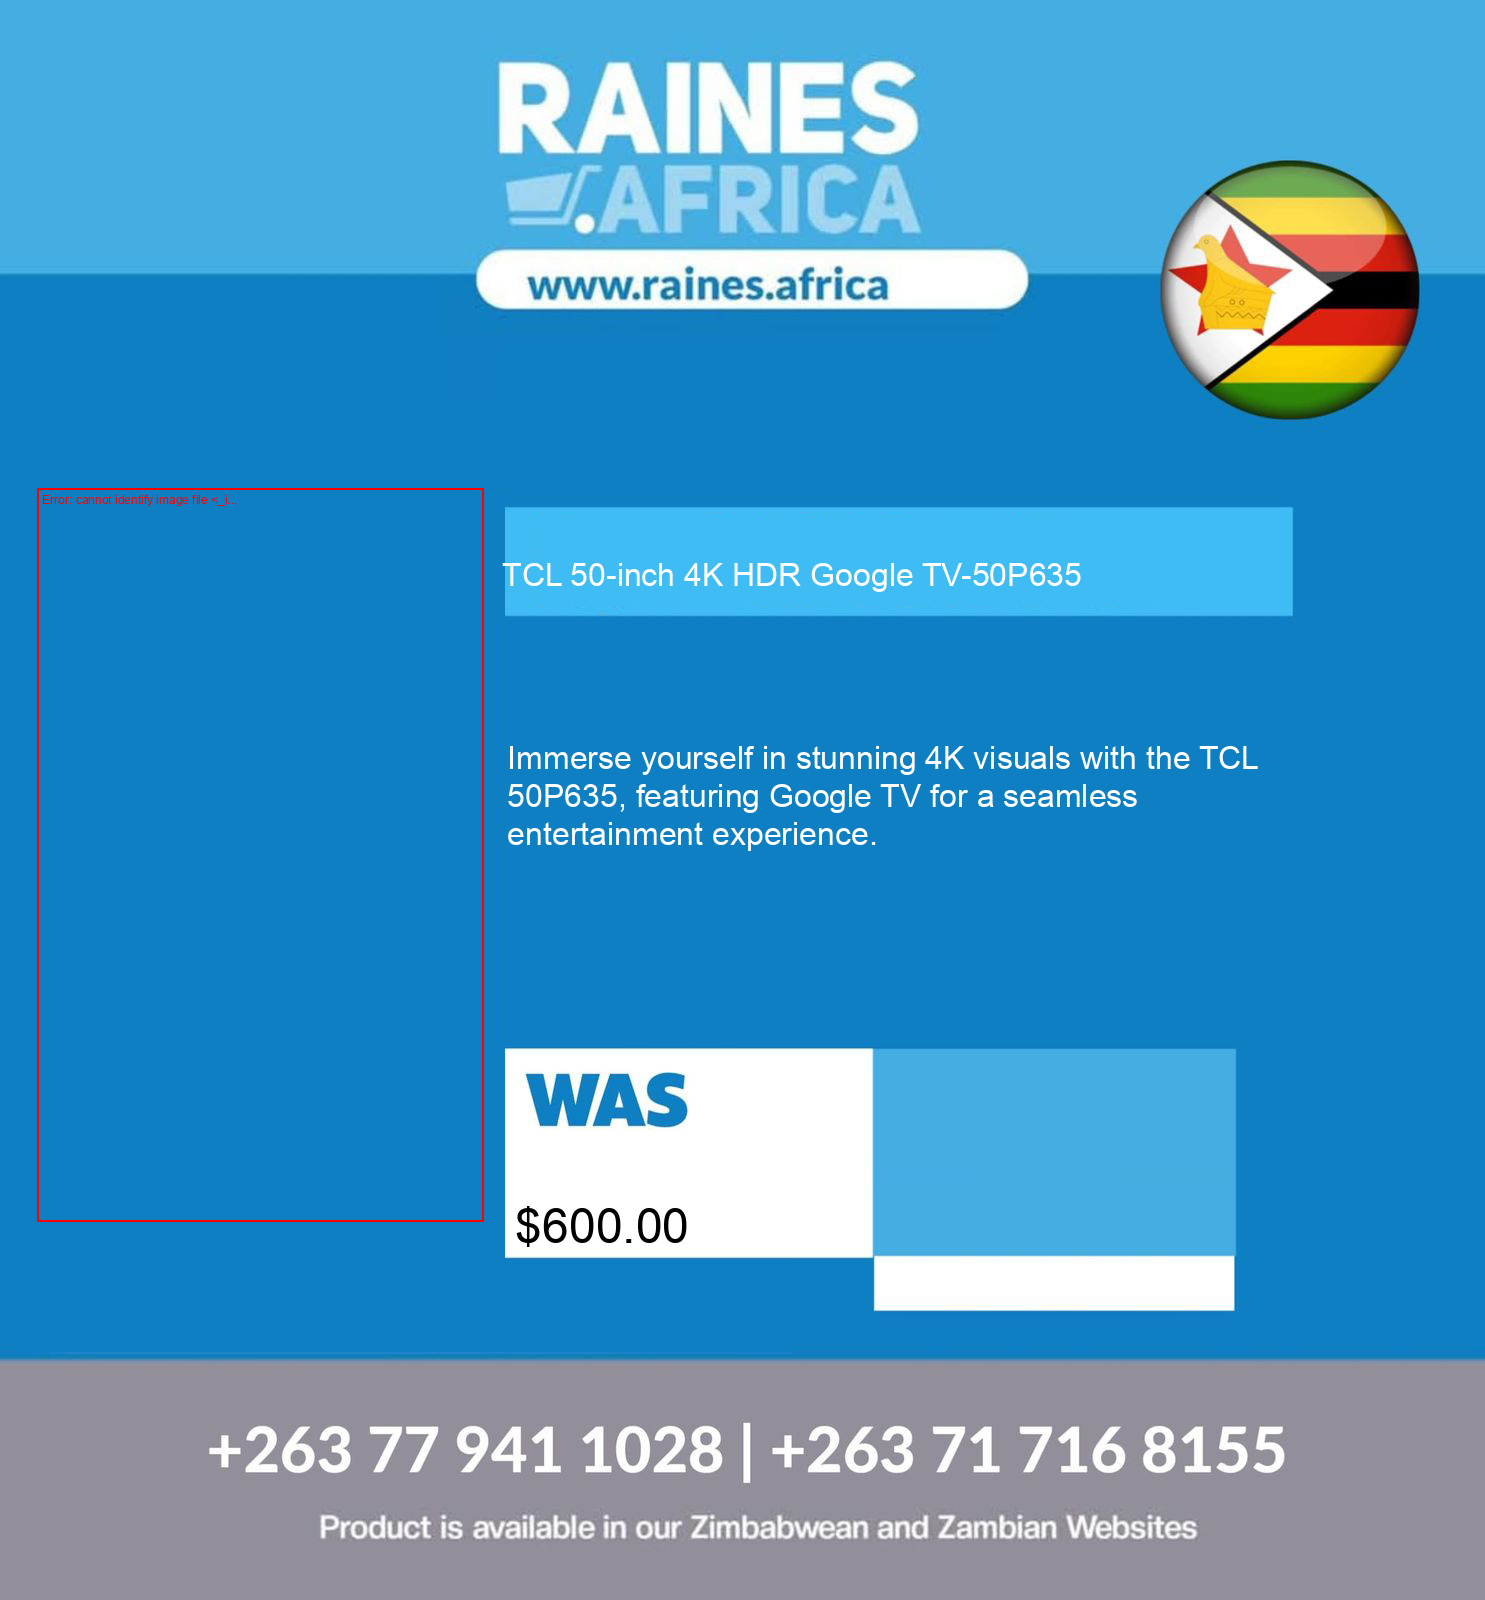 RAINES
.AFRICA
www.raines.africa
Error: cannot identify image file <_i...
TCL 50-inch 4K HDR Google TV-50P635
Immerse yourself in stunning 4K visuals with the TCL
50P635, featuring Google TV for a seamless
entertainment experience.
WAS
$600.00
+263 77 941 1028 | +263 71 716 8155
Product is available in our Zimbabwean and Zambian Websites